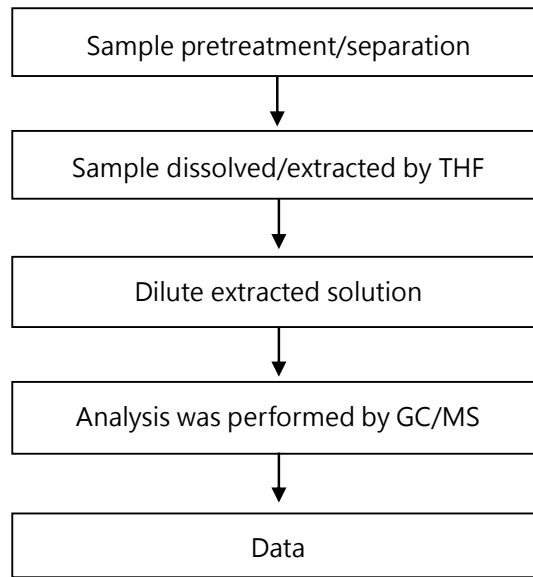 Sample pretreatment/separation
Sample dissolved/extracted by THF
Dilute extracted solution
Analysis was performed by GC/MS
Data